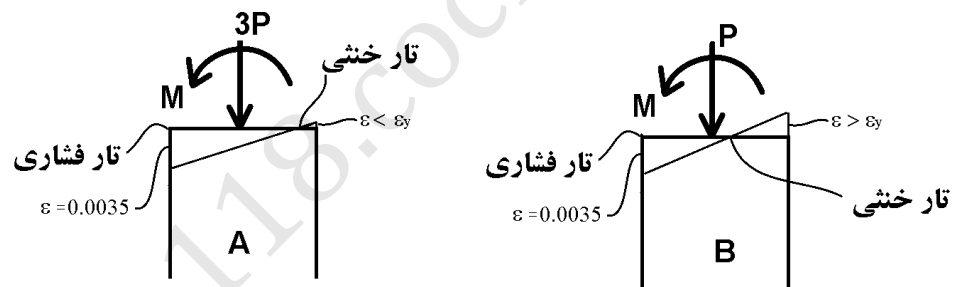 3P
تار خنثی
M
ε < εy
تار فشاری
ε =0.0035
A
P
M
ε > εy
تار فشاری
تار خنثی
ε =0.0035
B